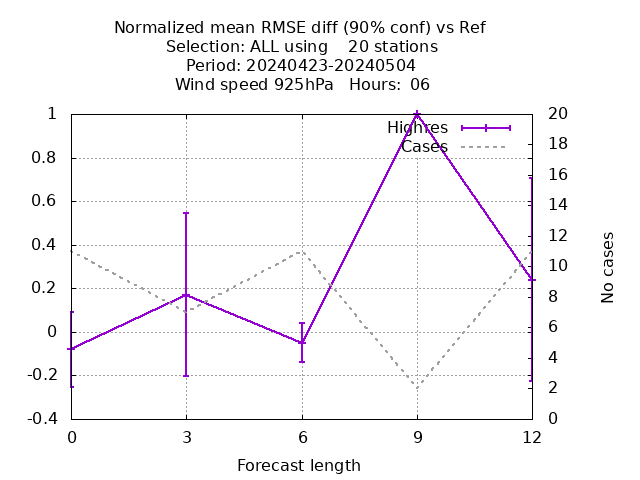 Normalized mean RMSE diff (90% conf) vs Ref
Selection: ALL using    20 stations
Period: 20240423-20240504
Wind speed 925hPa   Hours:  06
Highres
Cases
1
0.8
0.6
0.4
0.2
0
-0.2
-0.4
20
18
16
14
12
10
8
6
4
2
0
No cases
0 3 6 9 12
Forecast length